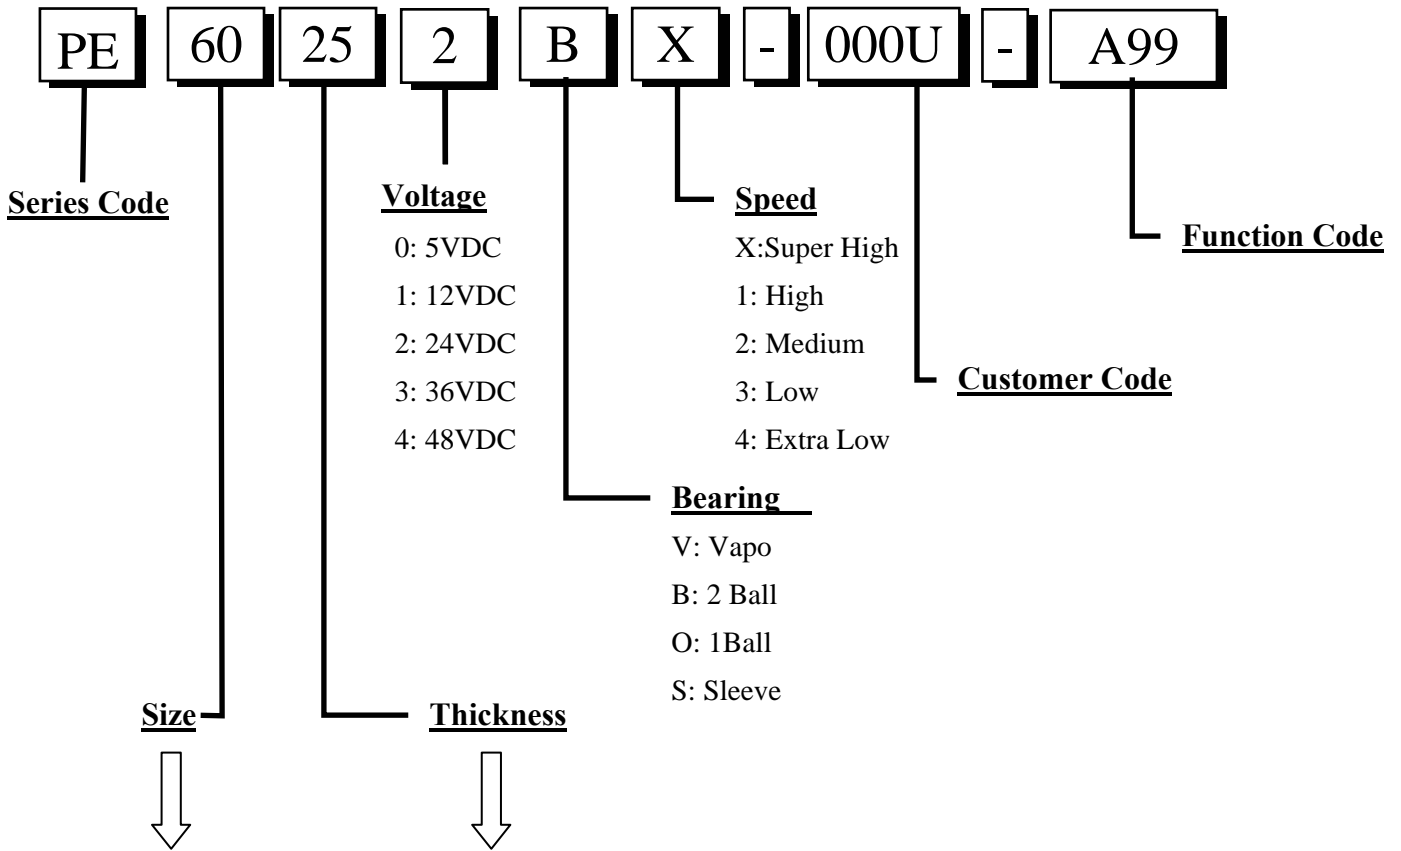 PE 60 25 2 B X - 000U - A99
Series Code
Voltage
0: 5VDC
1: 12VDC
2: 24VDC
3: 36VDC
4: 48VDC
Speed
X:Super High
1: High
2: Medium
3: Low
4: Extra Low
Function Code
Customer Code
Bearing
V: Vapo
B: 2 Ball
O: 1Ball
S: Sleeve
Size
Thickness